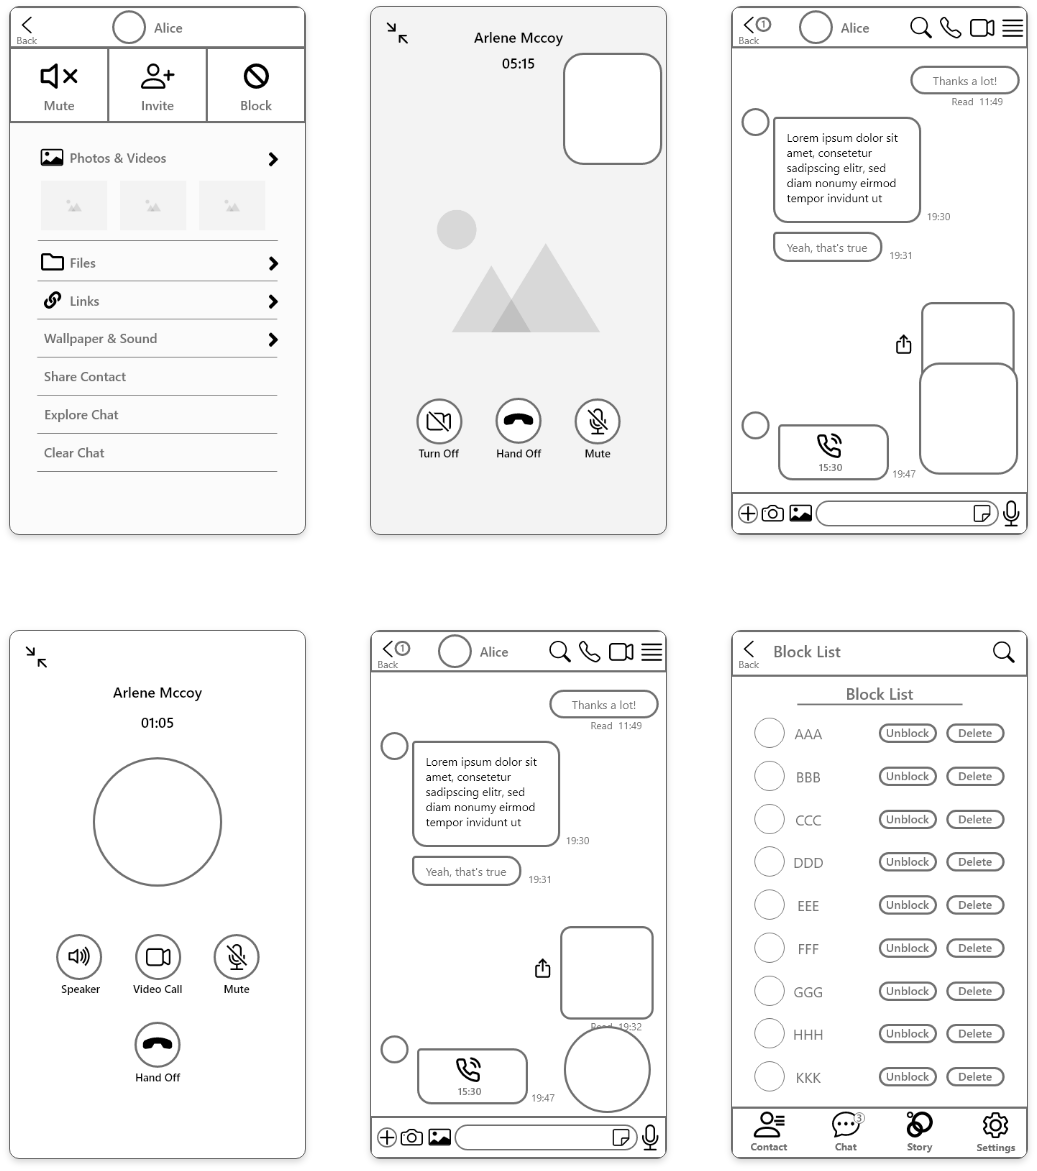 Back
Alice
Mute
Invite
Block
Photos & Videos
Files
Links
Wallpaper & Sound
Share Contact
Explore Chat
Clear Chat
Arlene Mccoy
05:15
Turn Off
Hand Off
Mute
1
Back
Alice
Thanks a lot!
Read 11:49
Lorem ipsum dolor sit
amet, consetetur
sadipscing elitr, sed
diam nonumy eirmod
tempor invidunt ut
19:30
Yeah, that's true
19:31
15:30
19:47
Arlene Mccoy
01:05
Speaker
Video Call
Mute
Hand Off
1
Back
Alice
Thanks a lot!
Read 11:49
Lorem ipsum dolor sit
amet, consetetur
sadipscing elitr, sed
diam nonumy eirmod
tempor invidunt ut
19:30
Yeah, that's true
19:31
Read 19:32
15:30
19:47
Back
Block List
Block List
AAA Unblock Delete
BBB Unblock Delete
CCC Unblock Delete
DDD Unblock Delete
EEE Unblock Delete
FFF Unblock Delete
GGG Unblock Delete
HHH Unblock Delete
KKK Unblock Delete
3
Contact Chat Story Settings